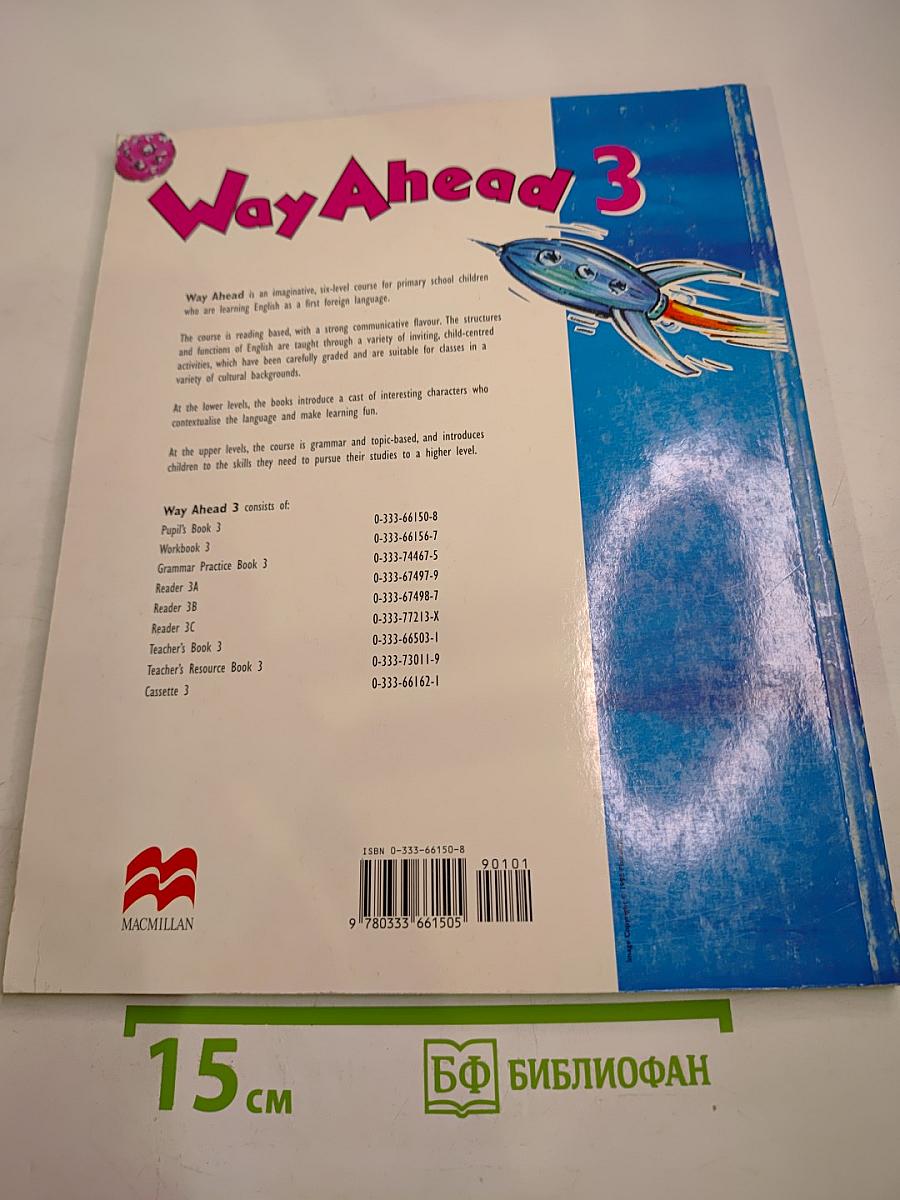 Way Ahead 3
Way Ahead is an imaginative, six-level course for primary school children
who are learning English as a first foreign language.
The course is reading based, with a strong communicative flavour. The structures
and functions of English are taught through a variety of inviting, child-centred
activities, which have been carefully graded and are suitable for classes in a
variety of cultural backgrounds.
At the lower levels, the books introduce a cast of interesting characters who
contextualise the language and make learning fun.
At the upper levels, the course is grammar and topic-based, and introduces
children to the skills they need to pursue their studies to a higher level.
Way Ahead 3 consists of:
Pupil's Book 3 0-333-66150-8
Workbook 3 0-333-66156-7
Grammar Practice Book 3 0-333-74467-5
Reader 3A 0-333-67497-9
Reader 3B 0-333-67498-7
Reader 3C 0-333-77213-X
Teacher's Book 3 0-333-66503-1
Teacher's Resource Book 3 0-333-73011-9
Cassette 3 0-333-66162-1
ISBN 0-333-66150-8
90101
9 780333 661505
MACMILLAN
Image Copyright ©
15 см
БФ БИБЛИОФАН